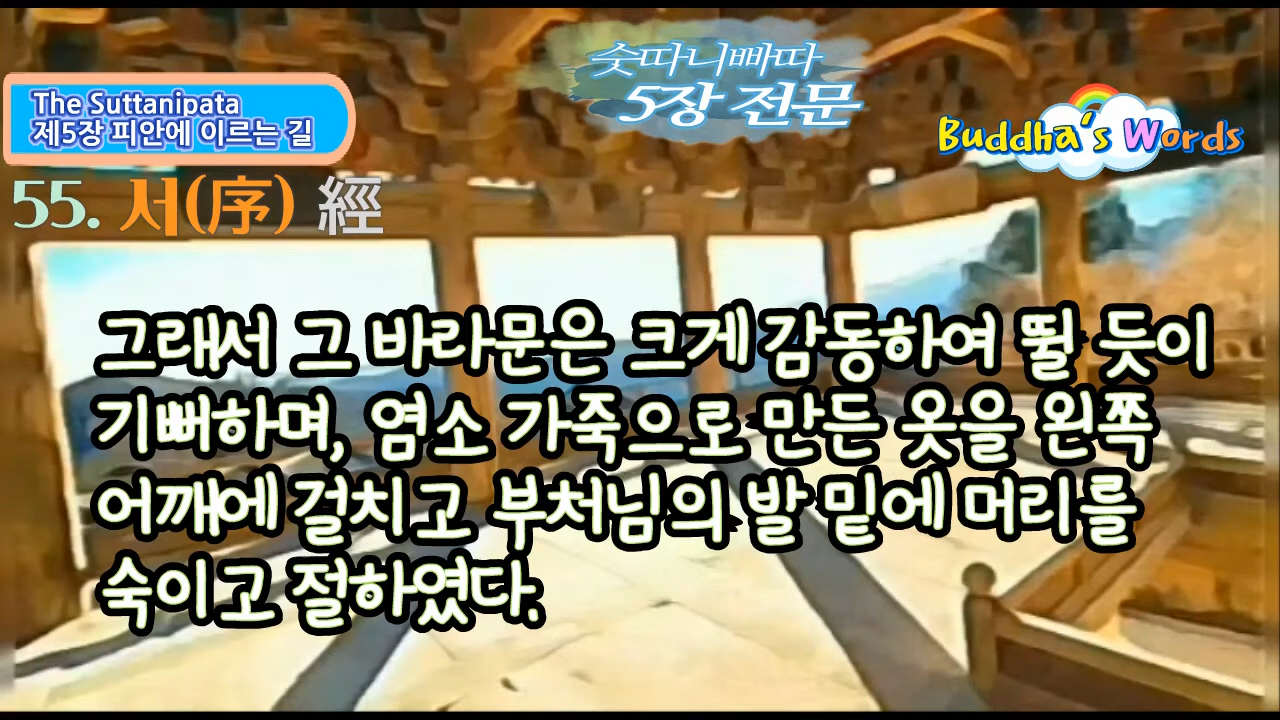 숫따니빠따
5장 전문
The Suttanipata
제5장 피안에 이르는 길
Buddha's Words
55. 서(序) 經
그래서 그 바라문은 크게 감동하여 뛸 듯이
기뻐하며, 염소 가죽으로 만든 옷을 왼쪽
어깨에 걸치고 부처님의 발 밑에 머리를
숙이고 절하였다.